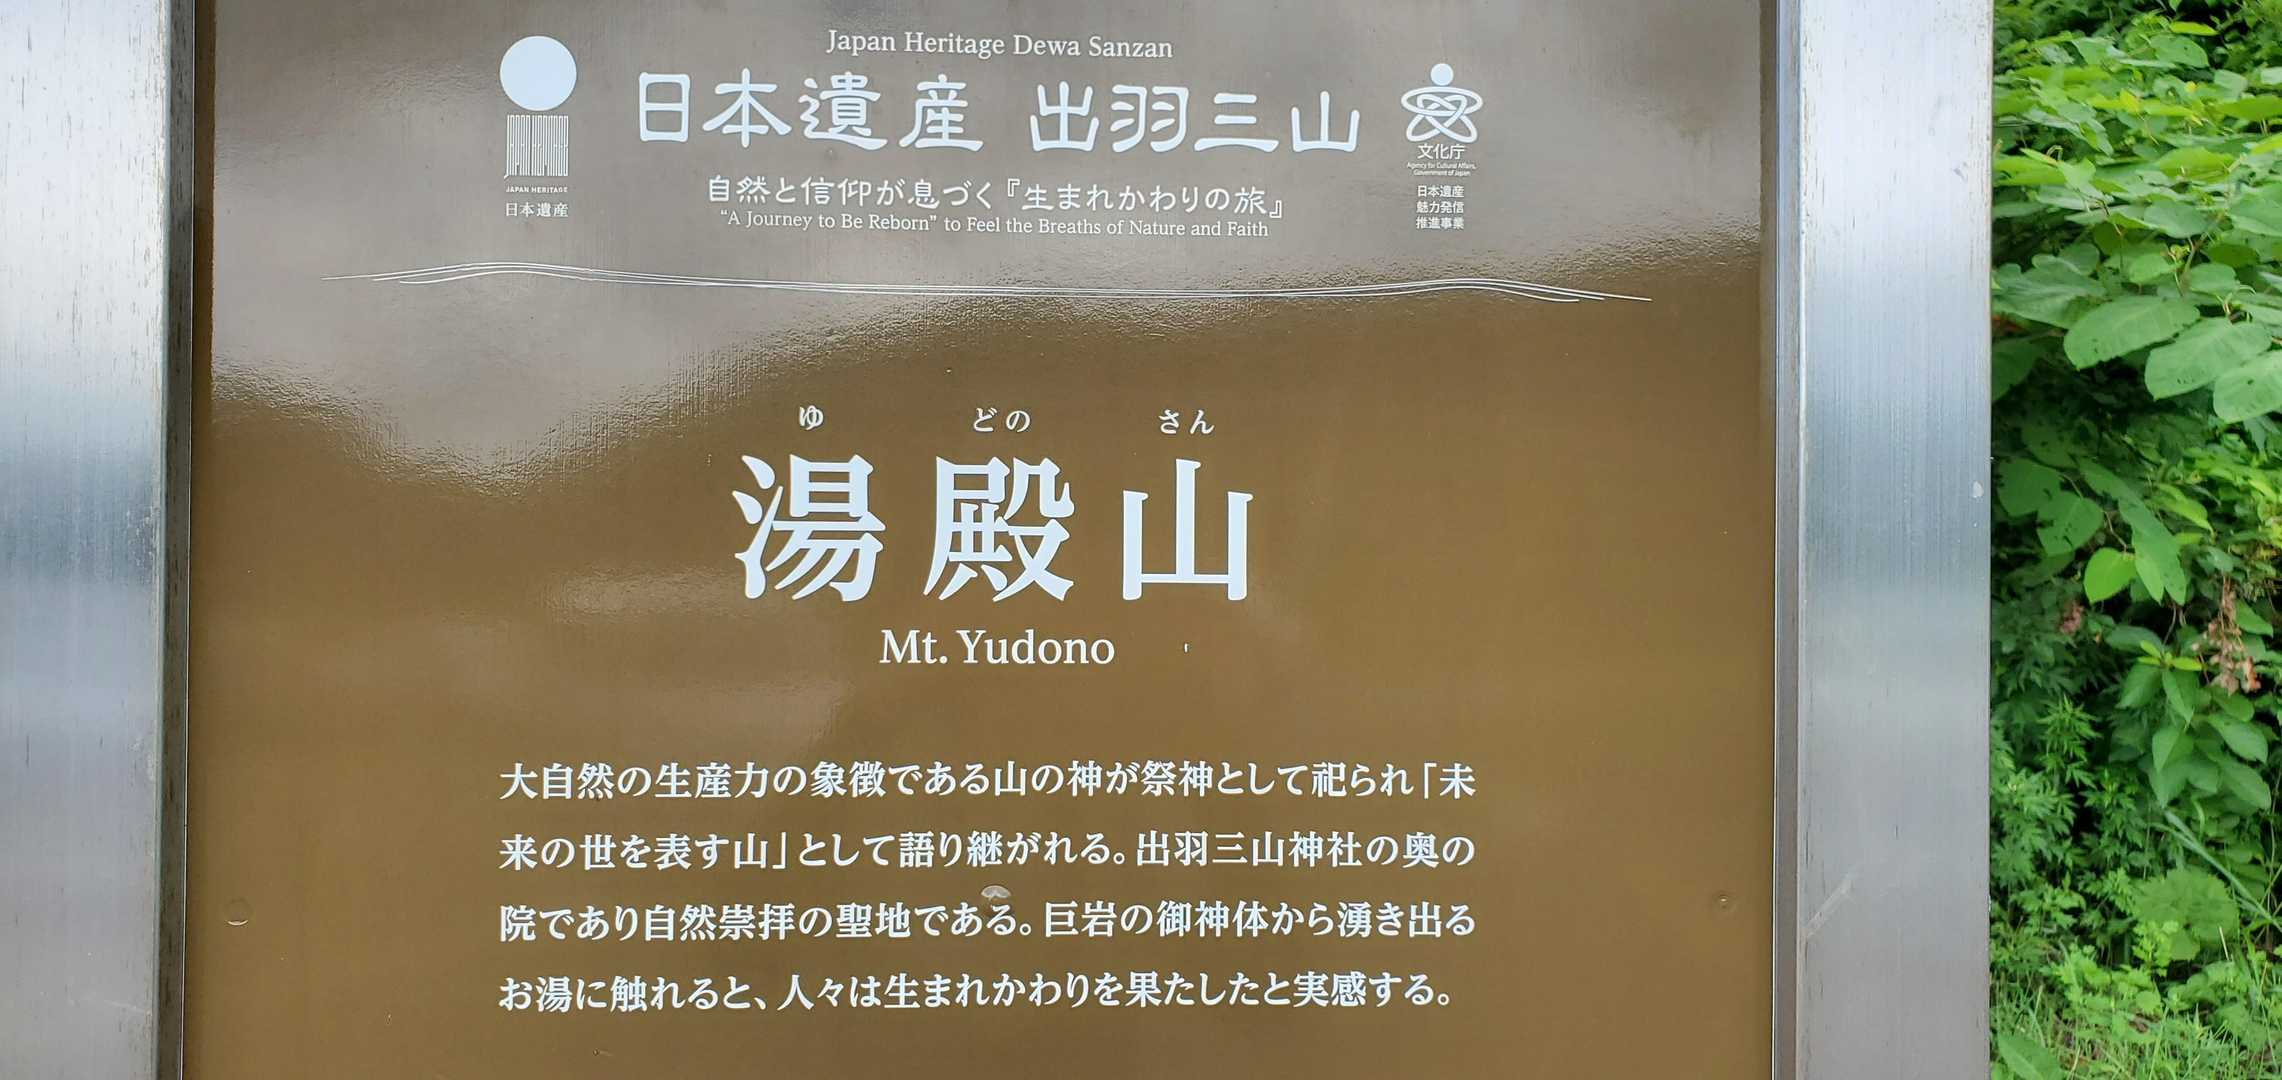 Japan Heritage Dewa Sanzan
日本遺産 出羽三山
自然と信仰が息づく『生まれかわりの旅』
“A Journey to Be Reborn” to Feel the Breaths of Nature and Faith
JAPAN HERITAGE
日本遺産
文化庁
Agency for Cultural Affairs,
Government of Japan
日本遺産
魅力発信
推進事業
ゆ どの さん
湯殿山
Mt. Yudono
大自然の生産力の象徴である山の神が祭神として祀られ「未
来の世を表す山」として語り継がれる。出羽三山神社の奥の
院であり自然崇拝の聖地である。巨岩の御神体から湧き出る
お湯に触れると、人々は生まれかわりを果たしたと実感する。